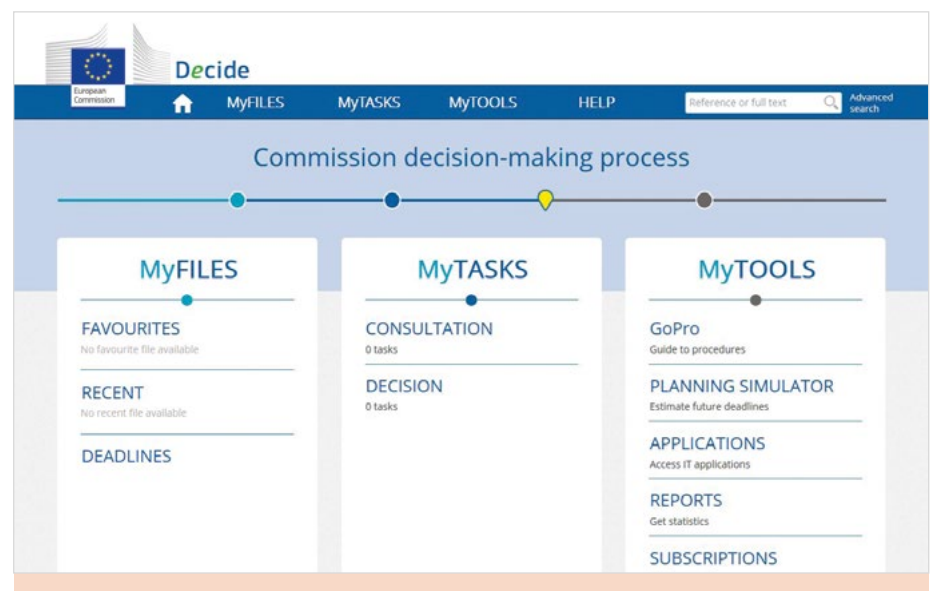 Decide
European
Commission
MyFILES MyTASKS MyTOOLS HELP Reference or full text Advanced
search
Commission decision-making process
MyFILES
FAVOURITES
No favourite file available
RECENT
No recent file available
DEADLINES
MyTASKS
CONSULTATION
0 tasks
DECISION
0 tasks
MyTOOLS
GoPro
Guide to procedures
PLANNING SIMULATOR
Estimate future deadlines
APPLICATIONS
Access IT applications
REPORTS
Get statistics
SUBSCRIPTIONS